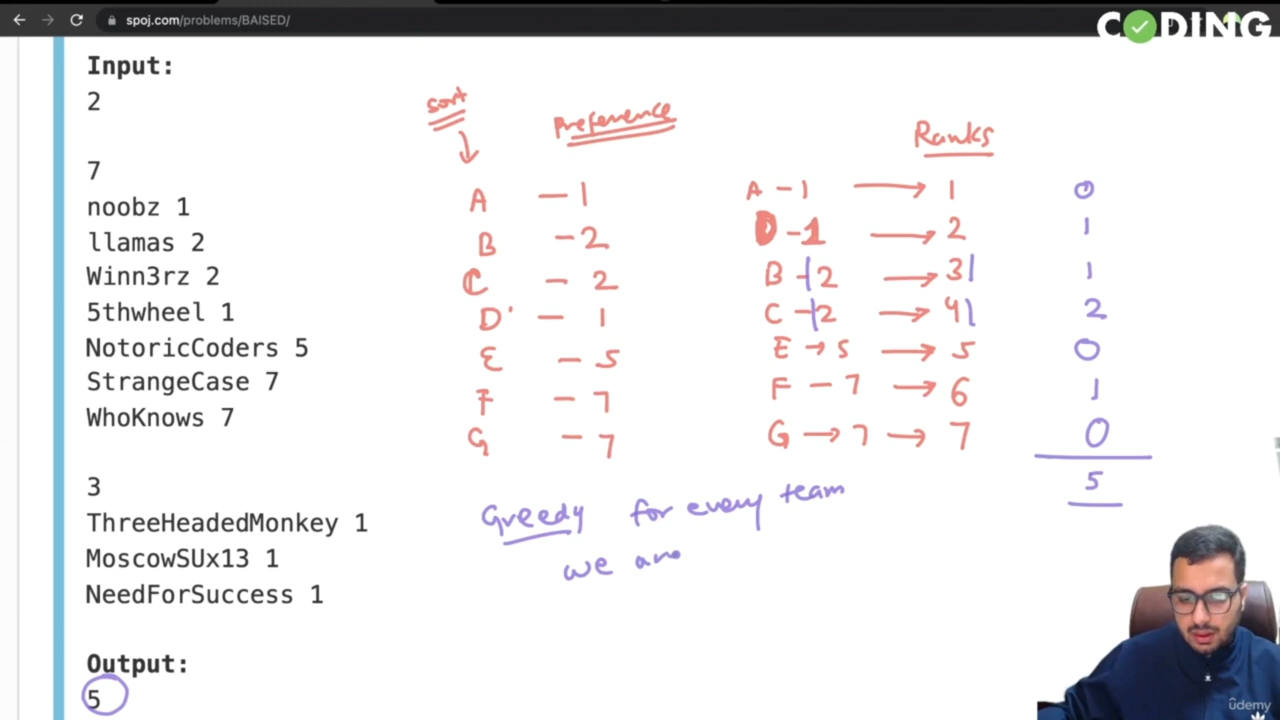 spoj.com/problems/BAISED/
CODING
Input:
2
7
noobz 1
llamas 2
Winn3rz 2
5thwheel 1
NotoricCoders 5
StrangeCase 7
WhoKnows 7
3
ThreeHeadedMonkey 1
MoscowSUx13 1
NeedForSuccess 1
Output:
5
sort
Preference
A - 1
B - 2
C - 2
D - 1
E - 5
F - 7
G - 7
Ranks
A - 1 → 1 0
D - 1 → 2 1
B - |2 → 3| 1
C - |2 → 4| 2
E → 5 → 5 0
F - 7 → 6 1
G → 7 → 7 0
5
Greedy for every team
we are
ûdemy